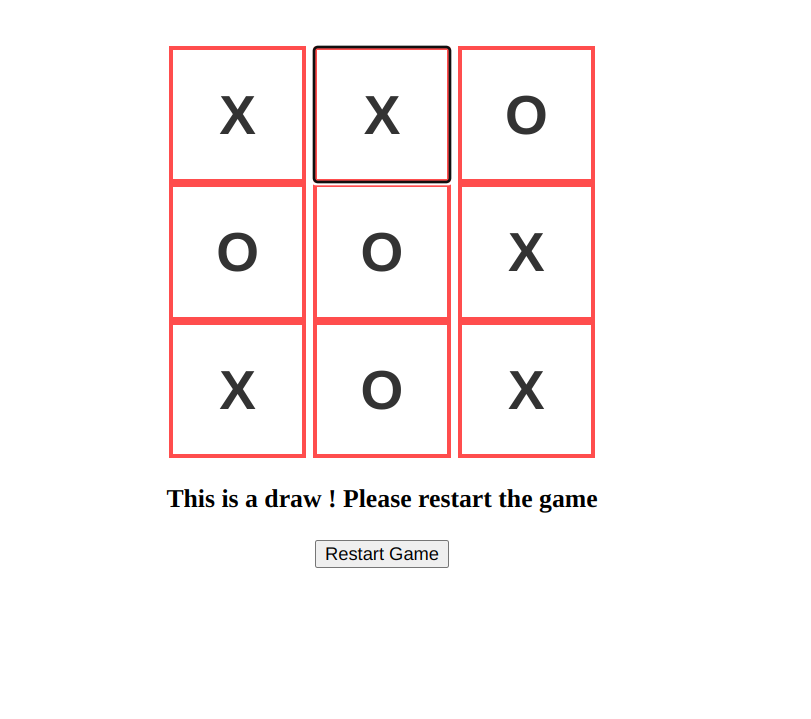 X X O
O O X
X O X
This is a draw ! Please restart the game
Restart Game